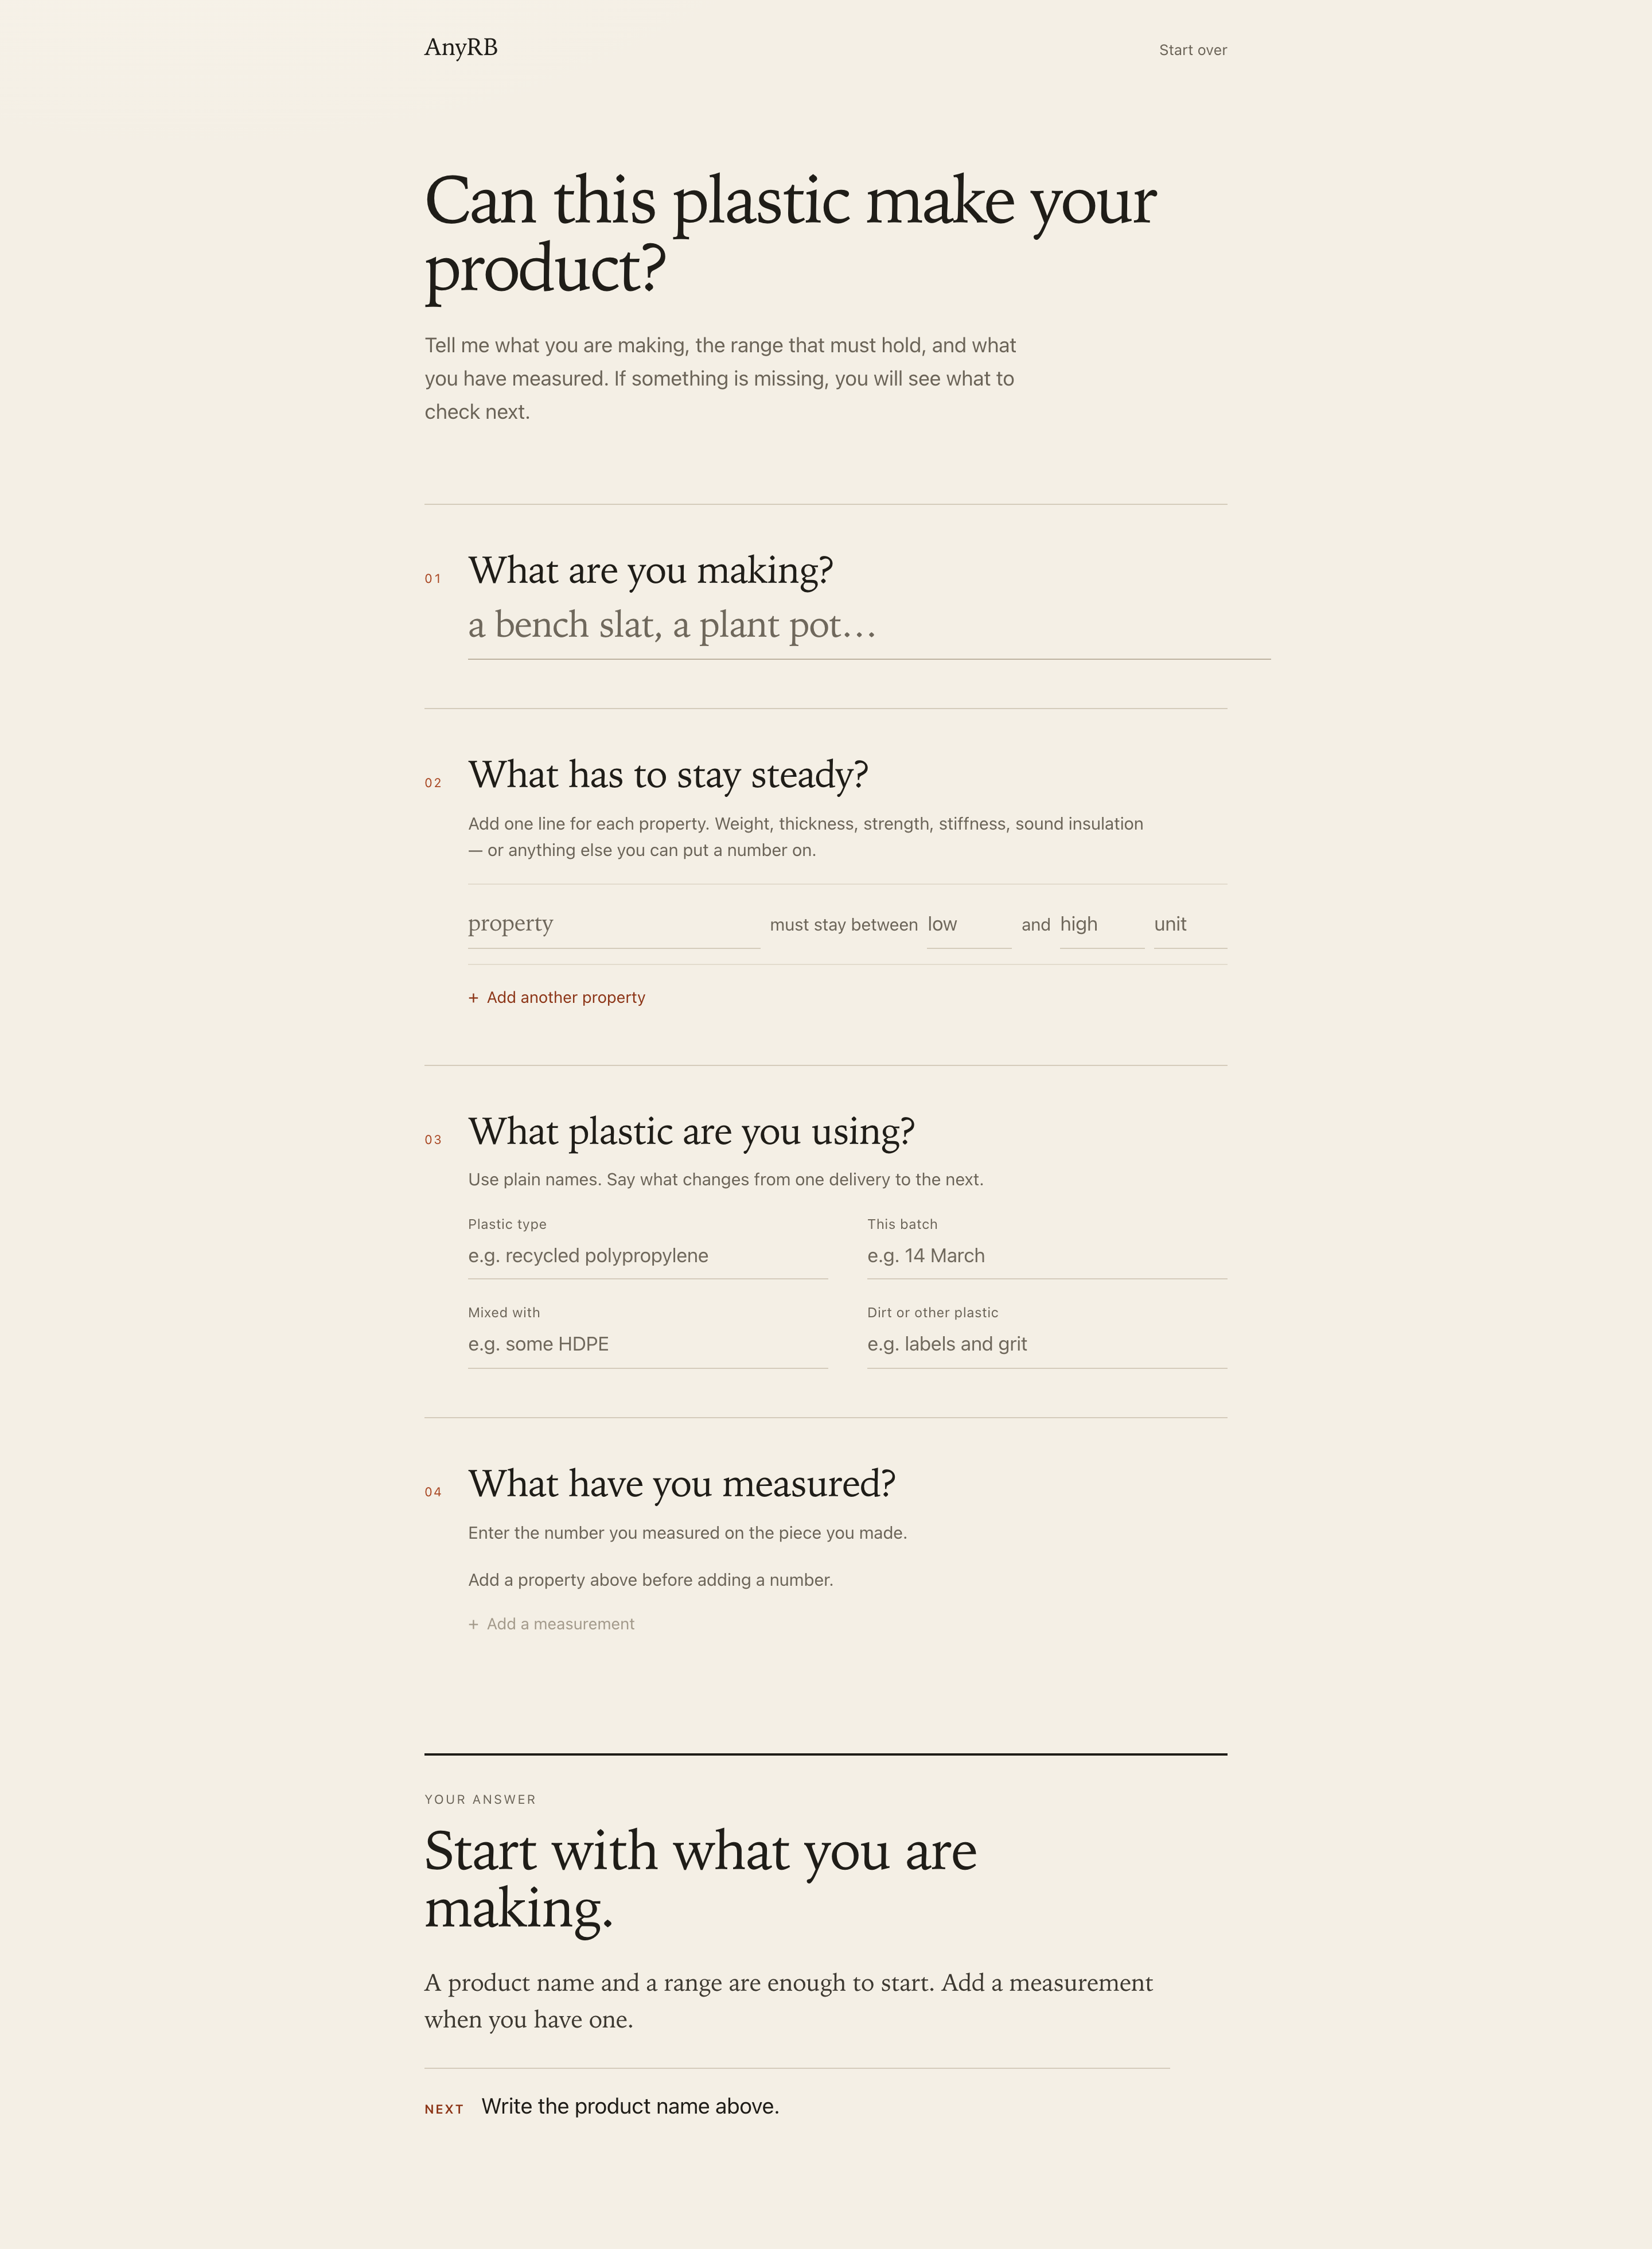 AnyRB
Start over
Can this plastic make your
product?
Tell me what you are making, the range that must hold, and what
you have measured. If something is missing, you will see what to
check next.
01
What are you making?
a bench slat, a plant pot…
02
What has to stay steady?
Add one line for each property. Weight, thickness, strength, stiffness, sound insulation
— or anything else you can put a number on.
property must stay between low and high unit
+ Add another property
03
What plastic are you using?
Use plain names. Say what changes from one delivery to the next.
Plastic type
e.g. recycled polypropylene
This batch
e.g. 14 March
Mixed with
e.g. some HDPE
Dirt or other plastic
e.g. labels and grit
04
What have you measured?
Enter the number you measured on the piece you made.
Add a property above before adding a number.
+ Add a measurement
YOUR ANSWER
Start with what you are
making.
A product name and a range are enough to start. Add a measurement
when you have one.
NEXT Write the product name above.